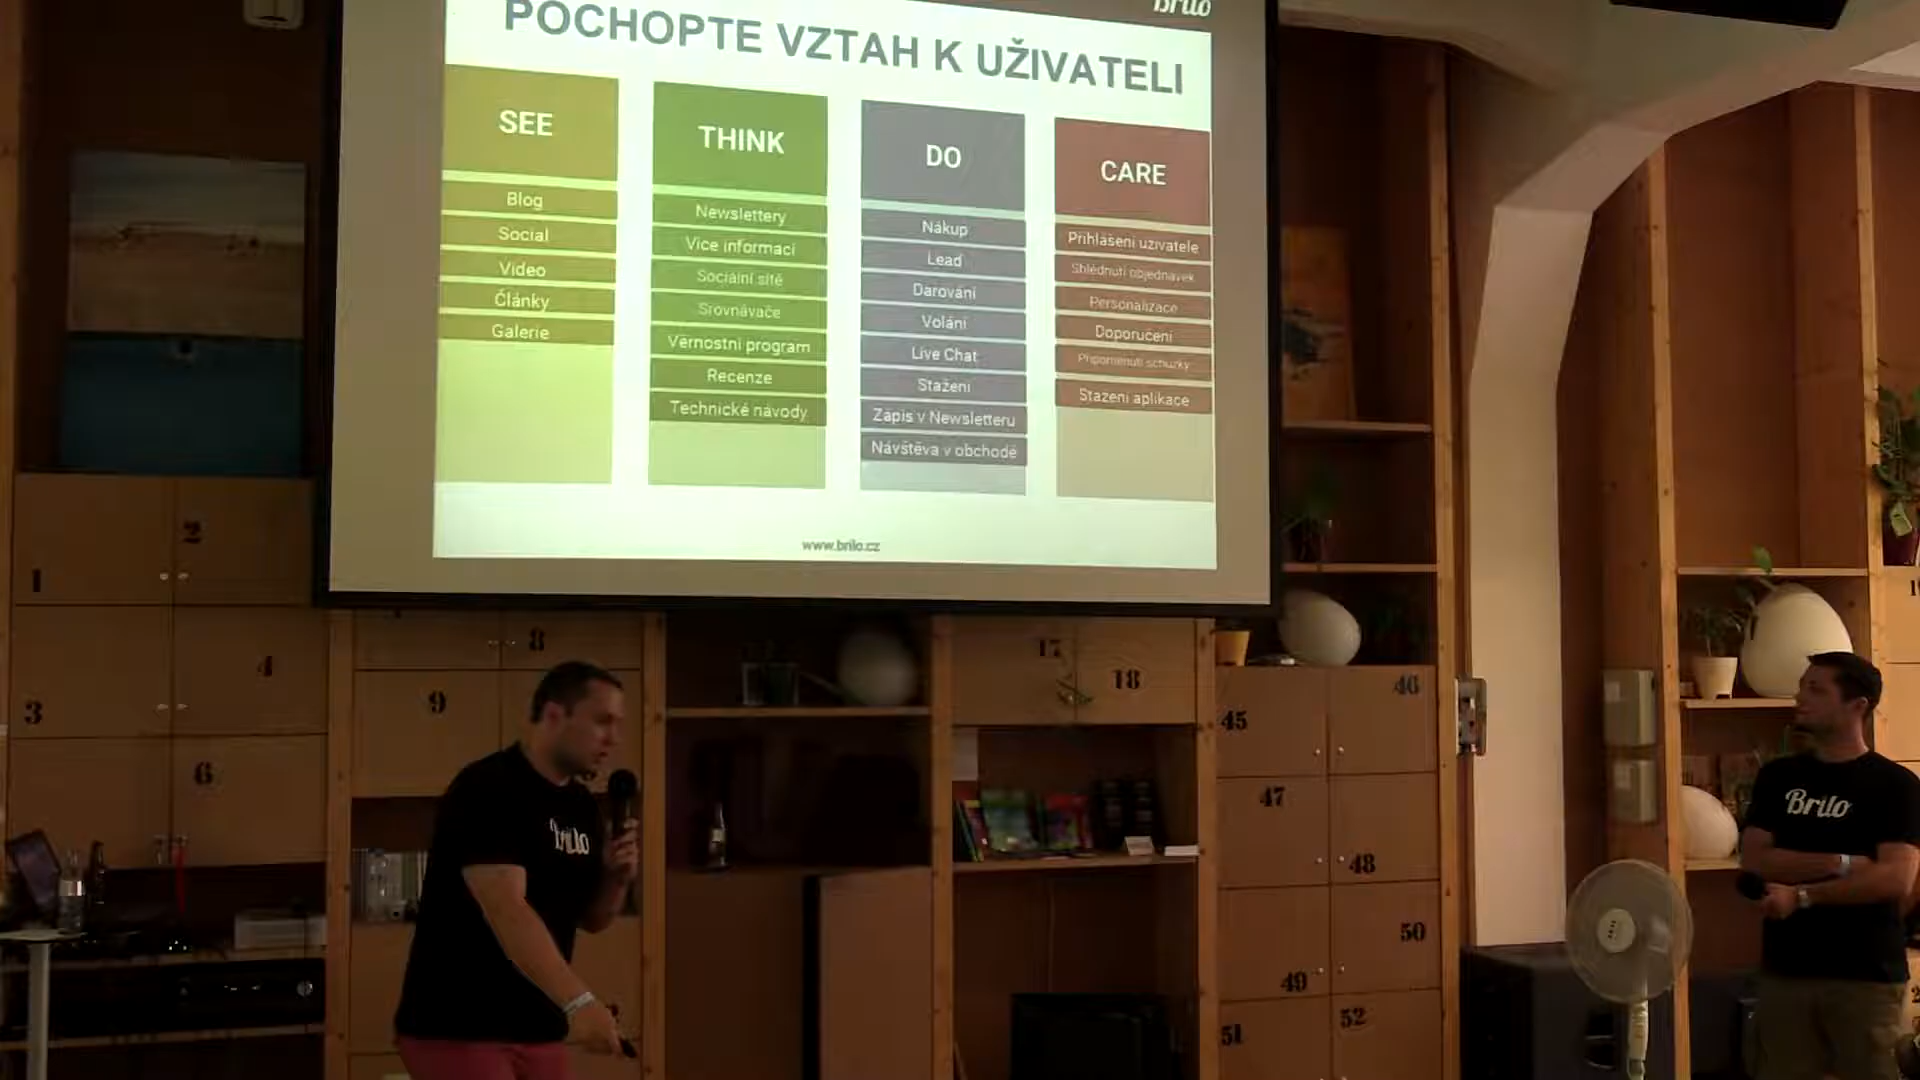 Brilo
POCHOPTE VZTAH K UŽIVATELI
SEE
Blog
Social
Video
Články
Galerie
THINK
Newslettery
Více informací
Sociální sítě
Srovnávače
Věrnostní program
Recenze
Technické návody
DO
Nákup
Lead
Darování
Volání
Live Chat
Stažení
Zápis v Newsletteru
Návštěva v obchodě
CARE
Přihlášení uživatele
Shlédnutí objednávek
Personalizace
Doporučení
Připomenutí schůzky
Stažení aplikace
www.brilo.cz
1
2
3
4
6
8
9
17
18
45
46
47
48
49
50
51
52
Brilo
Brilo